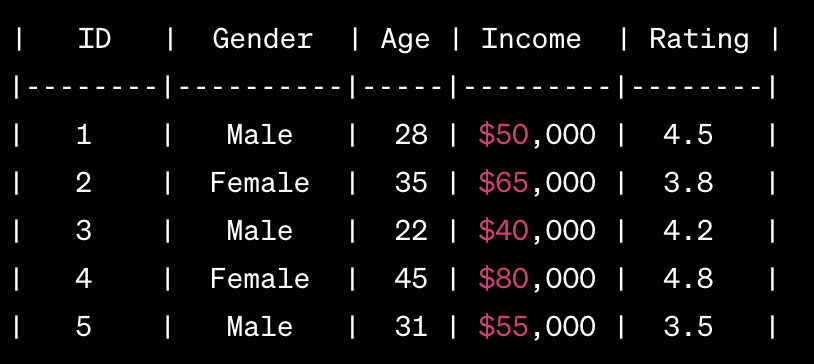 |   ID   |  Gender  | Age | Income  | Rating |
|--------|----------|-----|---------|--------|
|   1    |   Male   |  28 | $50,000 |  4.5   |
|   2    |  Female  |  35 | $65,000 |  3.8   |
|   3    |   Male   |  22 | $40,000 |  4.2   |
|   4    |  Female  |  45 | $80,000 |  4.8   |
|   5    |   Male   |  31 | $55,000 |  3.5   |